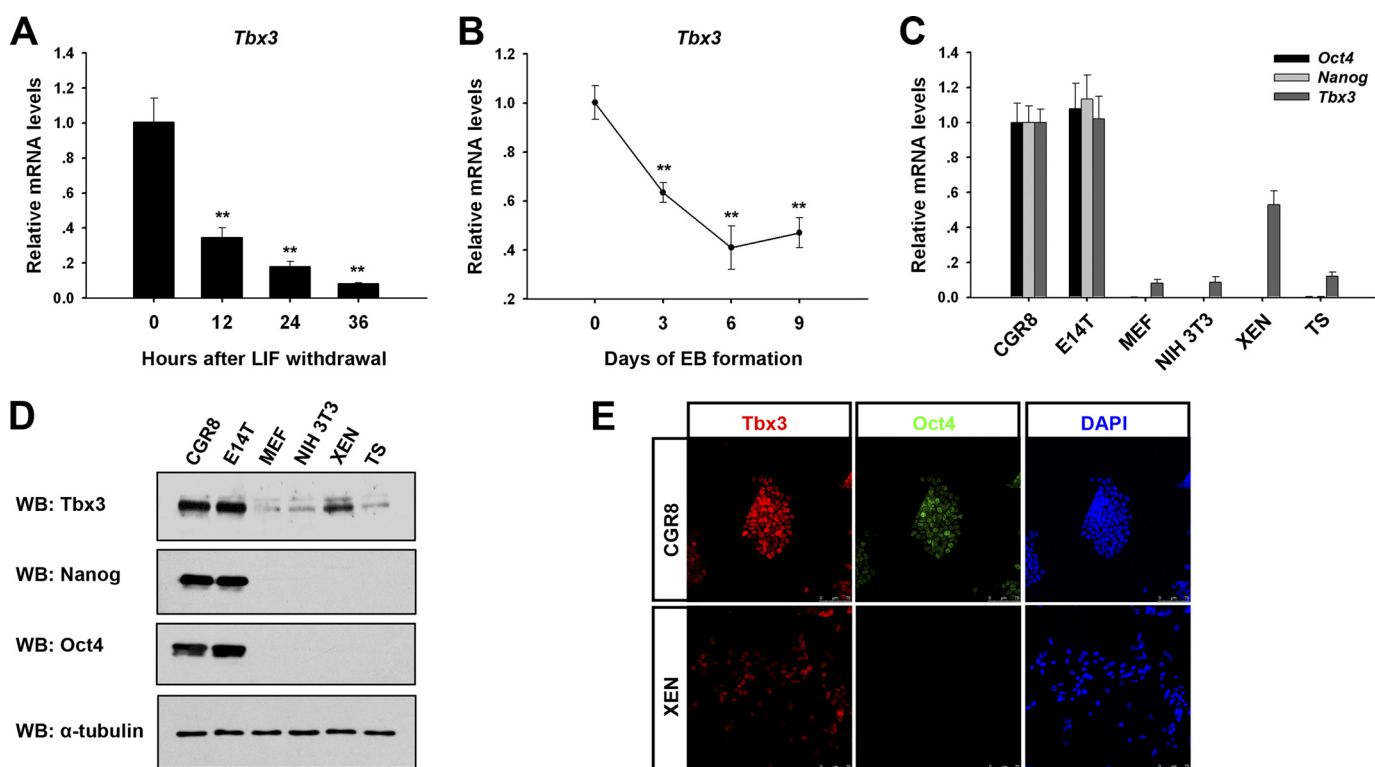 A
Tbx3
Relative mRNA levels
1.4
1.2
1.0
.8
.6
.4
.2
0.0
**
**
**
0 12 24 36
Hours after LIF withdrawal
B
Tbx3
Relative mRNA levels
1.2
1.0
.8
.6
.4
.2
**
**
**
0 3 6 9
Days of EB formation
C
Relative mRNA levels
1.4
1.2
1.0
.8
.6
.4
.2
0.0
Oct4
Nanog
Tbx3
CGR8 E14T MEF NIH 3T3 XEN TS
D
CGR8 E14T MEF NIH 3T3 XEN TS
WB: Tbx3
WB: Nanog
WB: Oct4
WB: α-tubulin
E
Tbx3 Oct4 DAPI
CGR8
XEN